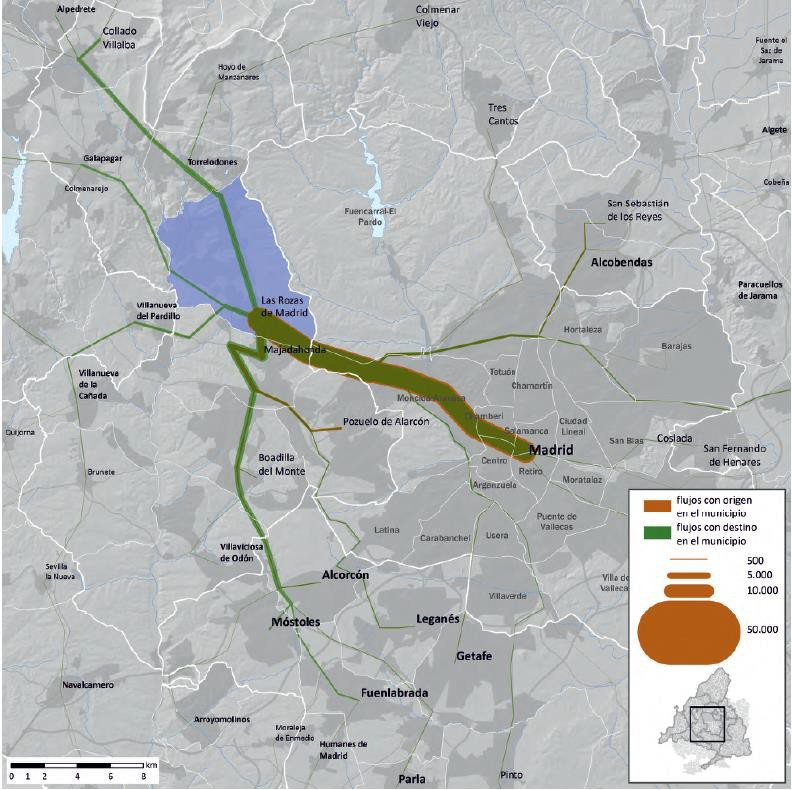 Alpedrete
Colmenar
Viejo
Collado
Villalba
Fuente el
Saz de
Jarama
Hoyo de
Manzanares
Tres
Cantos
Algete
Galapagar
Torrelodones
Colmenarejo
Cobeña
San Sebastián
de los Reyes
Fuencarral-El
Pardo
Alcobendas
Paracuellos
de Jarama
Las Rozas
de Madrid
Villanueva
del Pardillo
Hortaleza
Barajas
Majadahonda
Tetuán
Chamartín
Villanueva
de la
Cañada
Moncloa-Aravaca
Chamberí
Salamanca
Ciudad
Lineal
Pozuelo de Alarcón
Quijorna
San Blas
Coslada
Madrid
San Fernando
de Henares
Boadilla
del Monte
Centro
Retiro
Brunete
Arganzuela
Moratalaz
Latina
Carabanchel
Usera
Puente de
Vallecas
Villaviciosa
de Odón
Sevilla
la Nueva
Alcorcón
Villa de
Valleca
Villaverde
Móstoles
Leganés
Getafe
Navalcarnero
Fuenlabrada
Arroyomolinos
Moraleja
de Enmedio
Humanes de
Madrid
Parla
Pinto
flujos con origen
en el municipio
flujos con destino
en el municipio
500
5.000
10.000
50.000
km
0 1 2 4 6 8